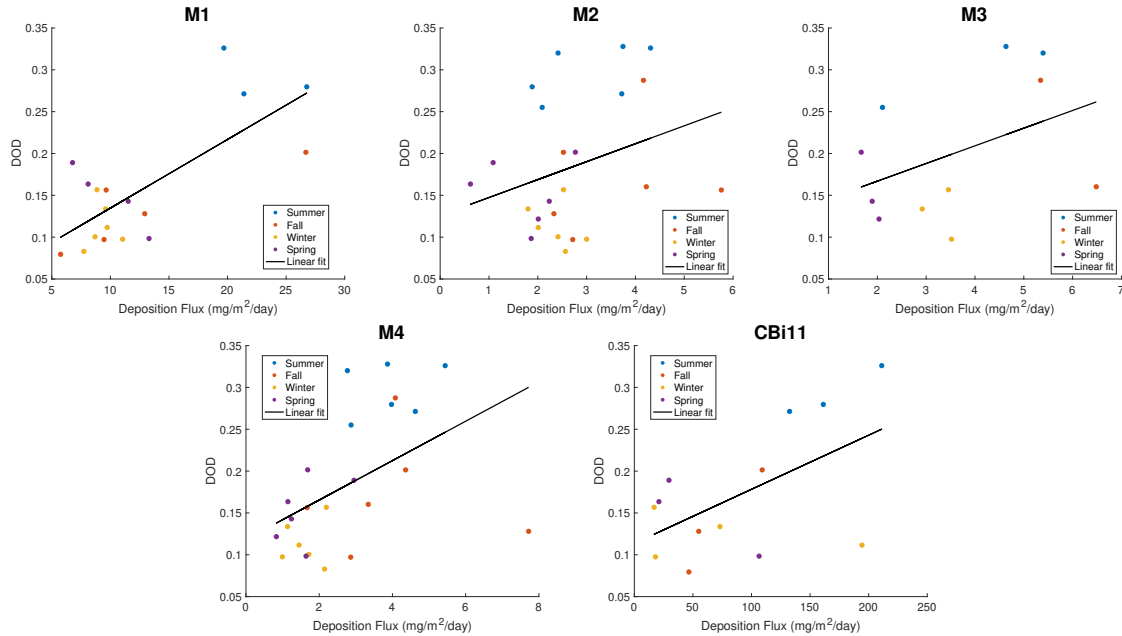 M1
0.35
0.3
0.25
0.2
0.15
0.1
0.05
DOD
5 10 15 20 25 30
Deposition Flux (mg/m²/day)
Summer
Fall
Winter
Spring
Linear fit
M2
0.35
0.3
0.25
0.2
0.15
0.1
0.05
DOD
0 1 2 3 4 5 6
Deposition Flux (mg/m²/day)
Summer
Fall
Winter
Spring
Linear fit
M3
0.35
0.3
0.25
0.2
0.15
0.1
0.05
DOD
1 2 3 4 5 6 7
Deposition Flux (mg/m²/day)
Summer
Fall
Winter
Spring
Linear fit
M4
0.35
0.3
0.25
0.2
0.15
0.1
0.05
DOD
0 2 4 6 8
Deposition Flux (mg/m²/day)
Summer
Fall
Winter
Spring
Linear fit
CBi11
0.35
0.3
0.25
0.2
0.15
0.1
0.05
DOD
0 50 100 150 200 250
Deposition Flux (mg/m²/day)
Summer
Fall
Winter
Spring
Linear fit